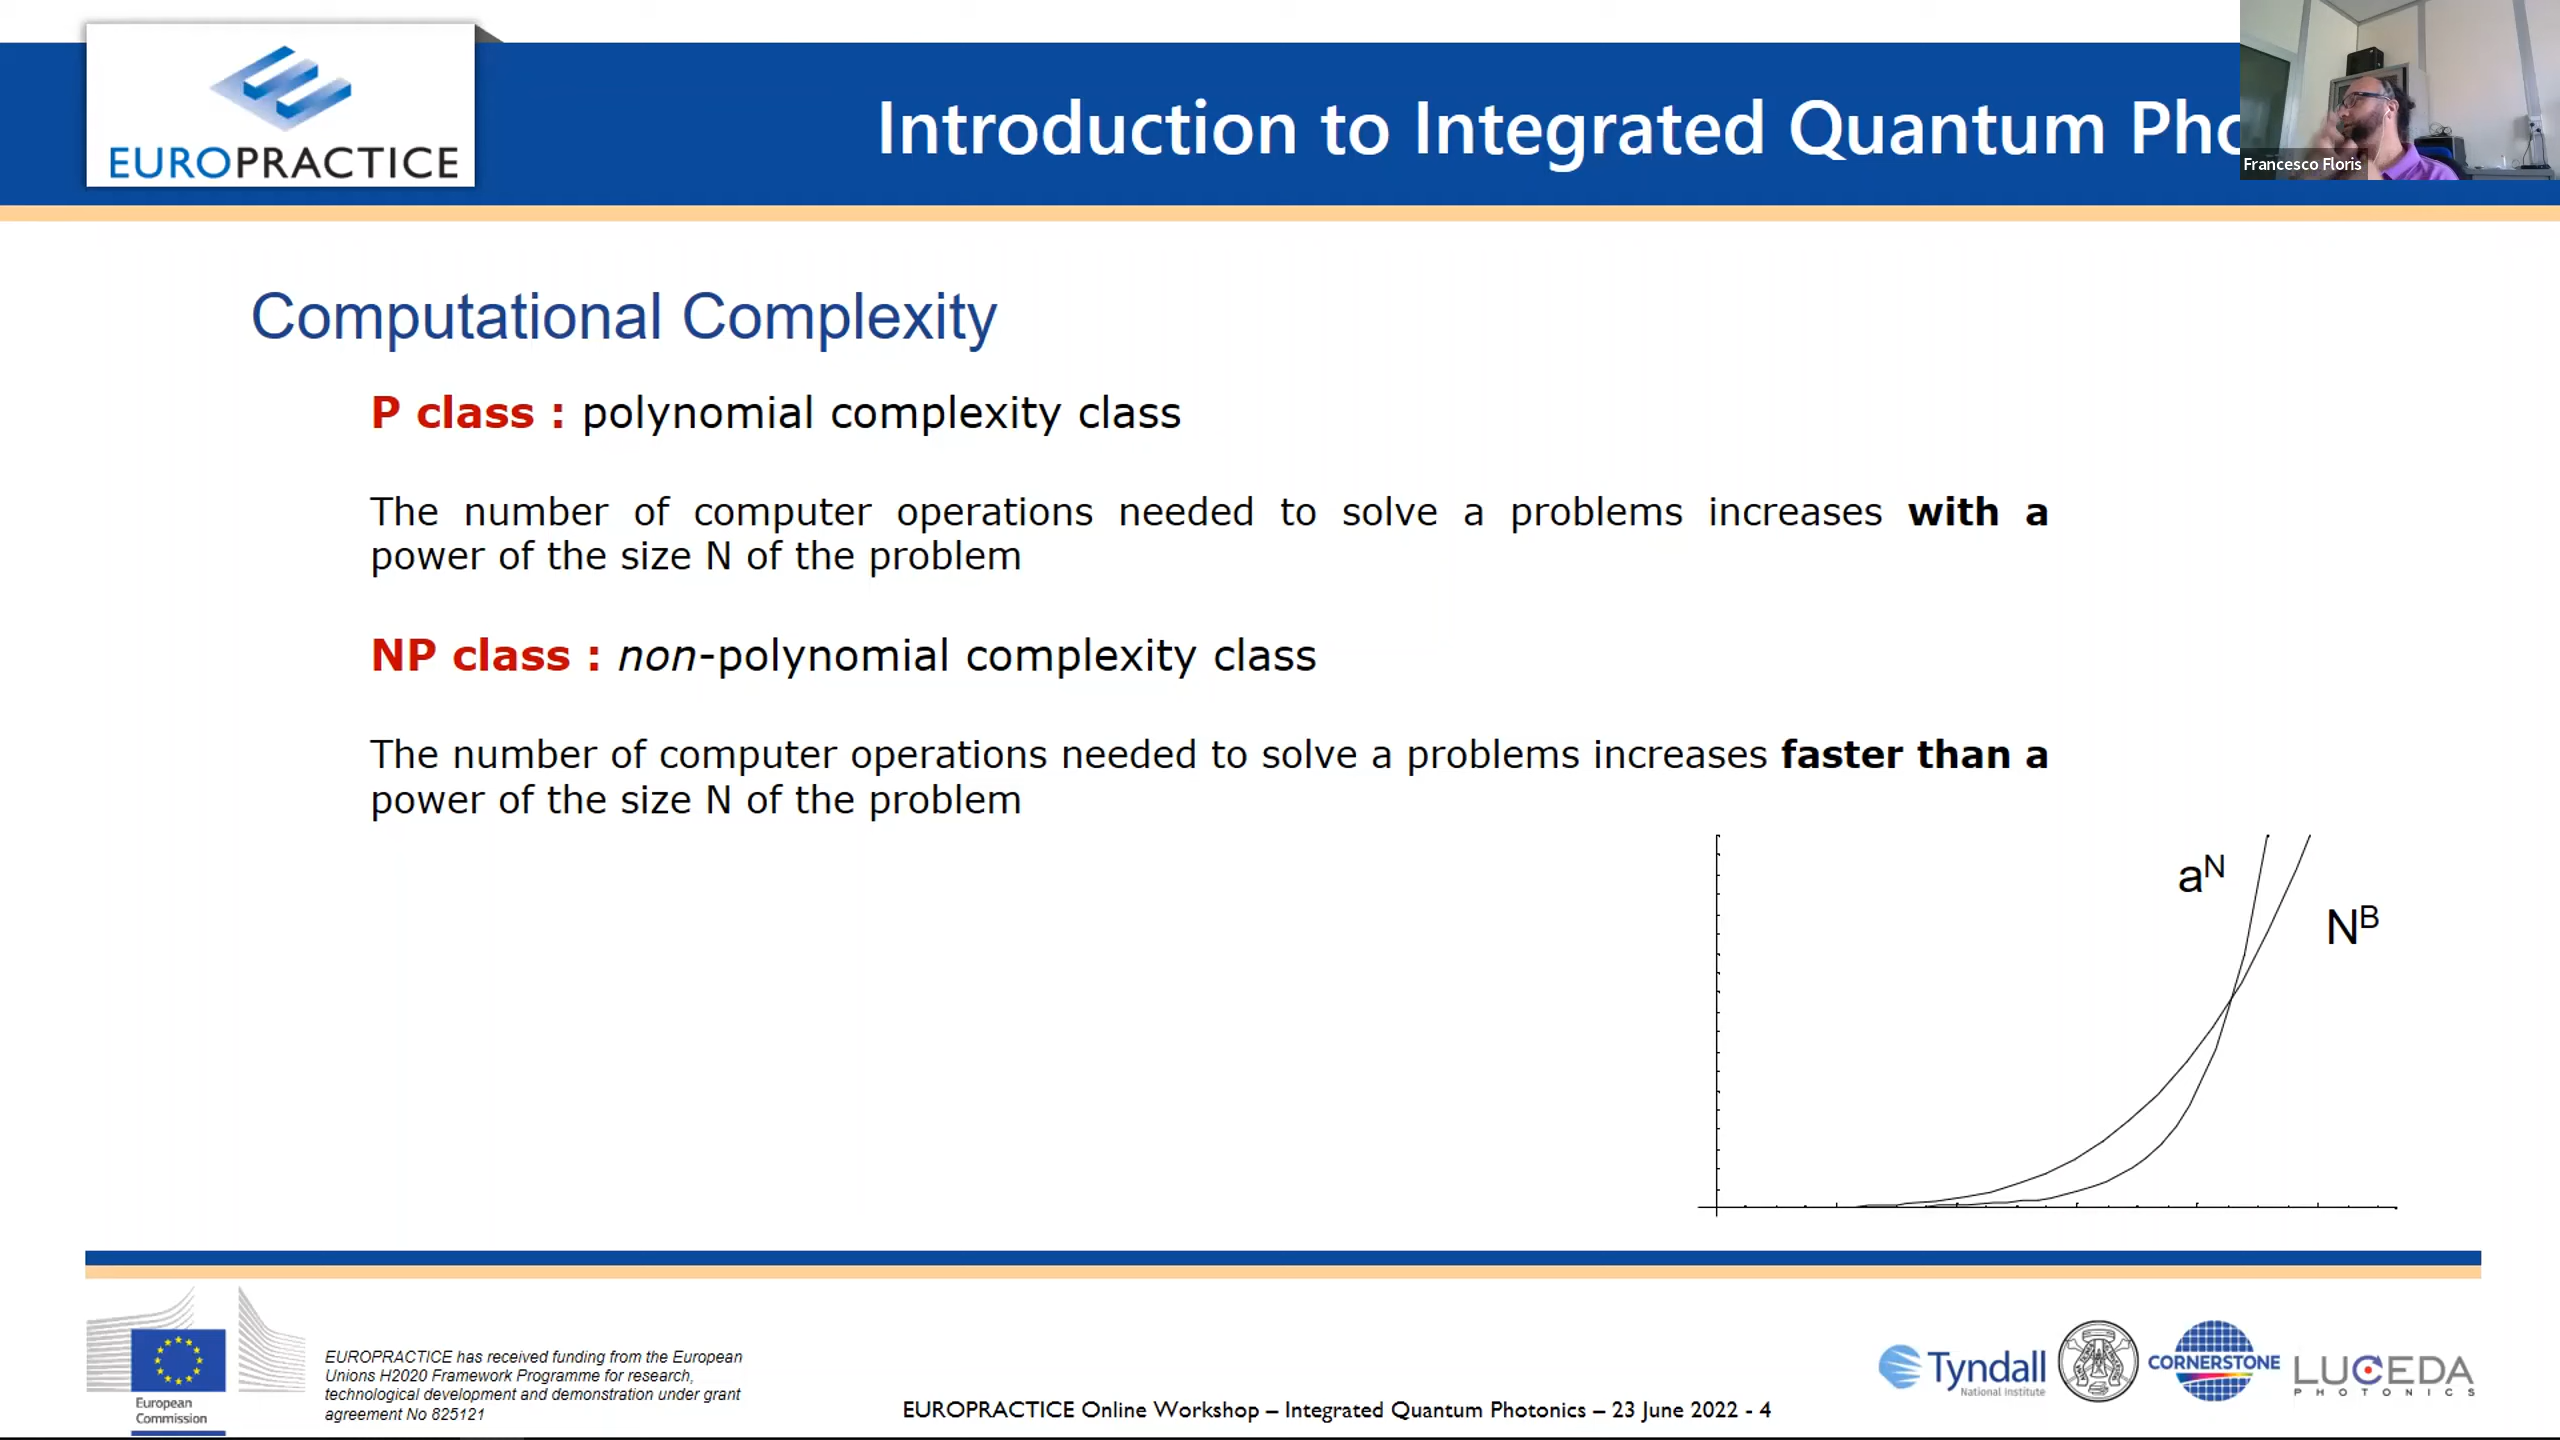 EUROPRACTICE
Introduction to Integrated Quantum Pho
Francesco Floris
Computational Complexity
P class : polynomial complexity class
The number of computer operations needed to solve a problems increases with a
power of the size N of the problem
NP class : non-polynomial complexity class
The number of computer operations needed to solve a problems increases faster than a
power of the size N of the problem
a^N
N^B
European
Commission
EUROPRACTICE has received funding from the European
Unions H2020 Framework Programme for research,
technological development and demonstration under grant
agreement No 825121
EUROPRACTICE Online Workshop – Integrated Quantum Photonics – 23 June 2022 - 4
Tyndall
National Institute
CORNERSTONE
LUCEDA
PHOTONICS